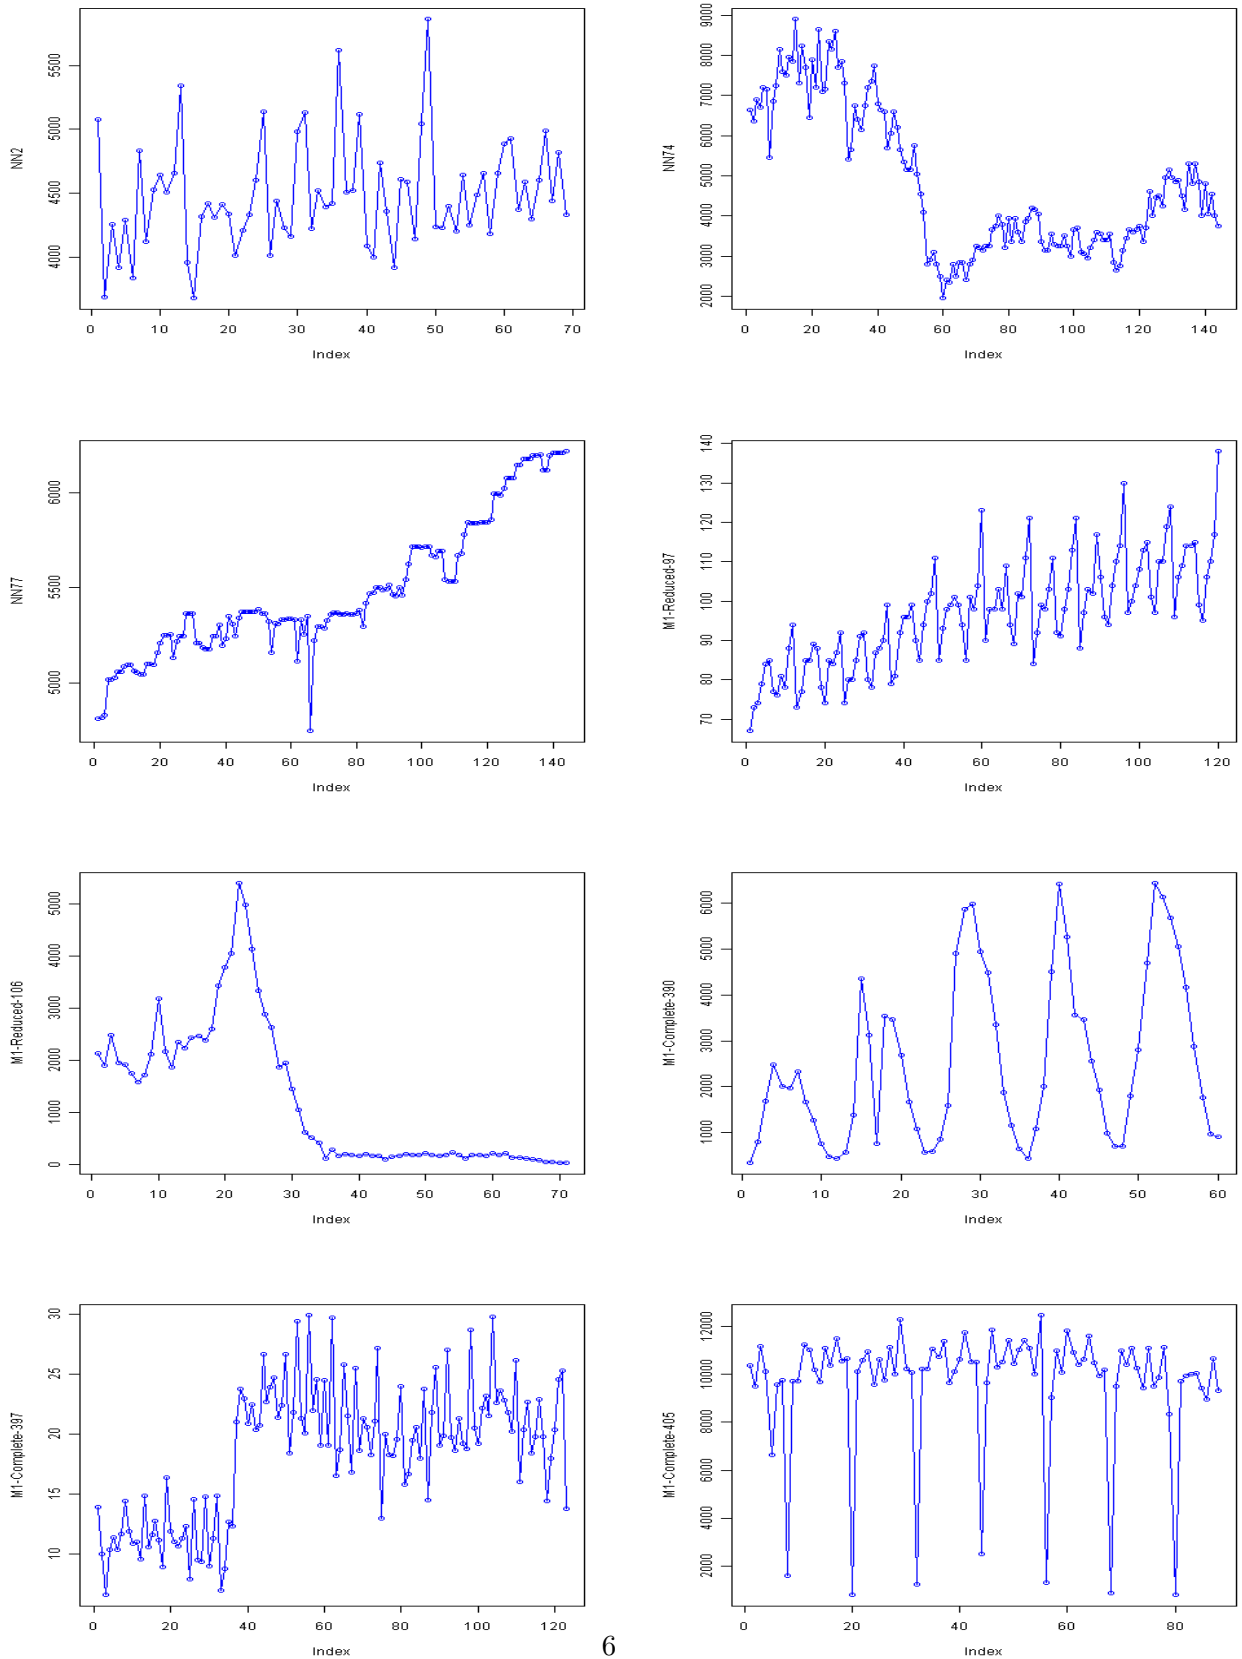 NN2
5500
5000
4500
4000
0 10 20 30 40 50 60 70
Index
NN74
9000
8000
7000
6000
5000
4000
3000
2000
0 20 40 60 80 100 120 140
Index
NN77
6000
5500
5000
0 20 40 60 80 100 120 140
Index
M1-Reduced-97
140
130
120
110
100
90
80
70
0 20 40 60 80 100 120
Index
M1-Reduced-106
5000
4000
3000
2000
1000
0
0 10 20 30 40 50 60 70
Index
M1-Complete-390
6000
5000
4000
3000
2000
1000
0 10 20 30 40 50 60
Index
M1-Complete-397
30
25
20
15
10
0 20 40 60 80 100 120
Index
M1-Complete-405
12000
10000
8000
6000
4000
2000
0 20 40 60 80
Index
6